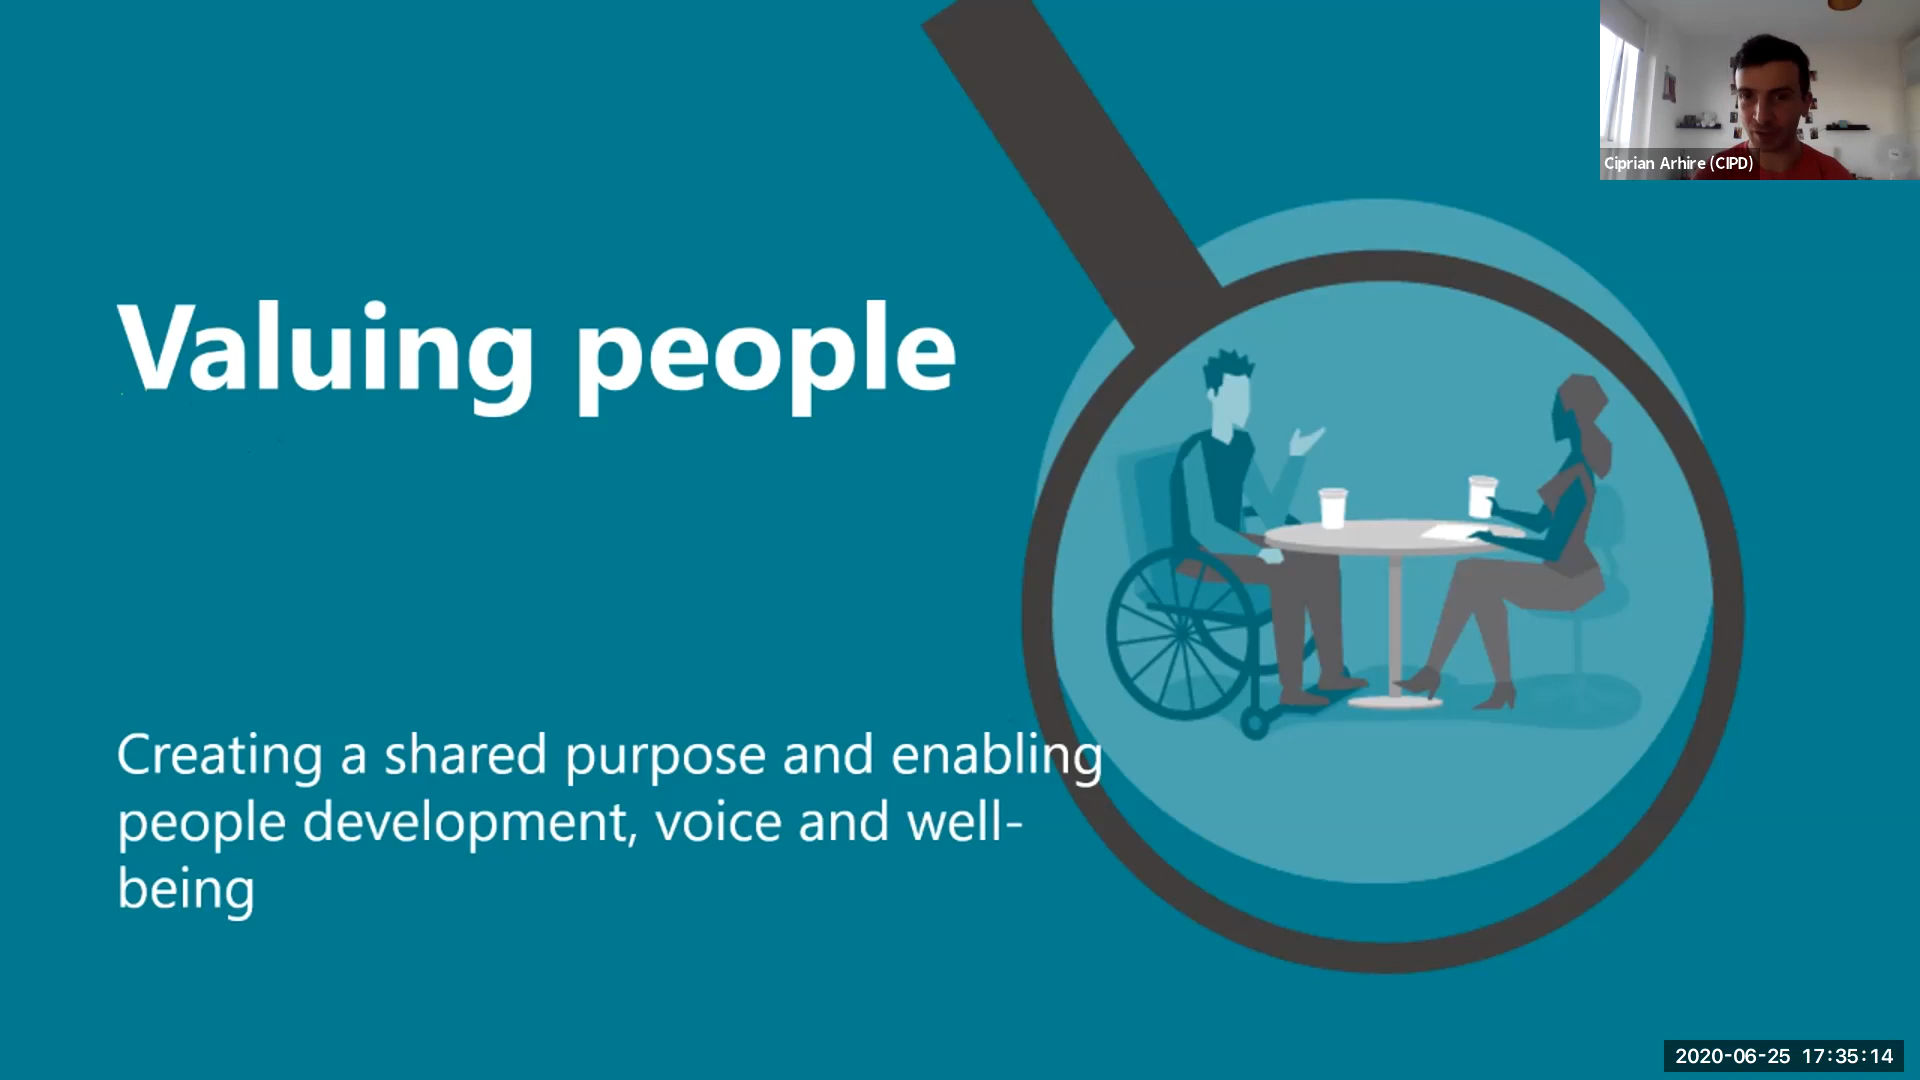 Ciprian Arhire (CIPD)
Valuing people
Creating a shared purpose and enabling
people development, voice and well-
being
2020-06-25 17:35:14